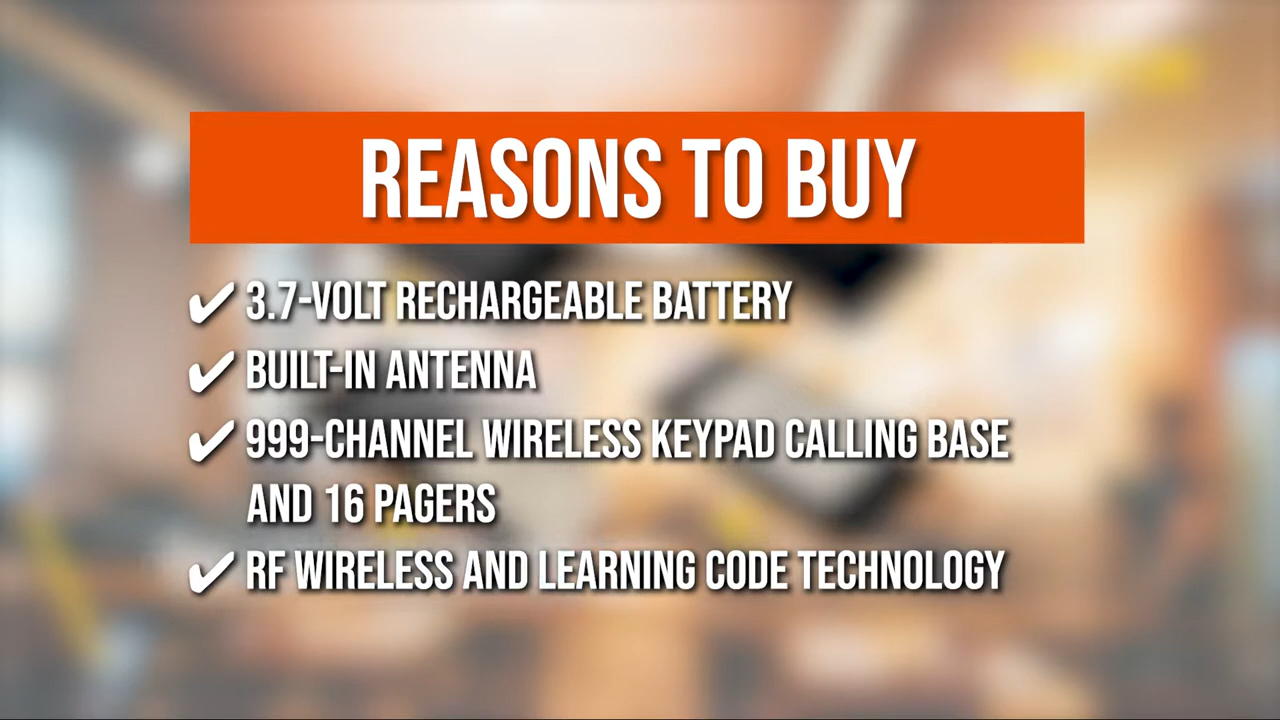 REASONS TO BUY
✔ 3.7-VOLT RECHARGEABLE BATTERY
✔ BUILT-IN ANTENNA
✔ 999-CHANNEL WIRELESS KEYPAD CALLING BASE
AND 16 PAGERS
✔ RF WIRELESS AND LEARNING CODE TECHNOLOGY